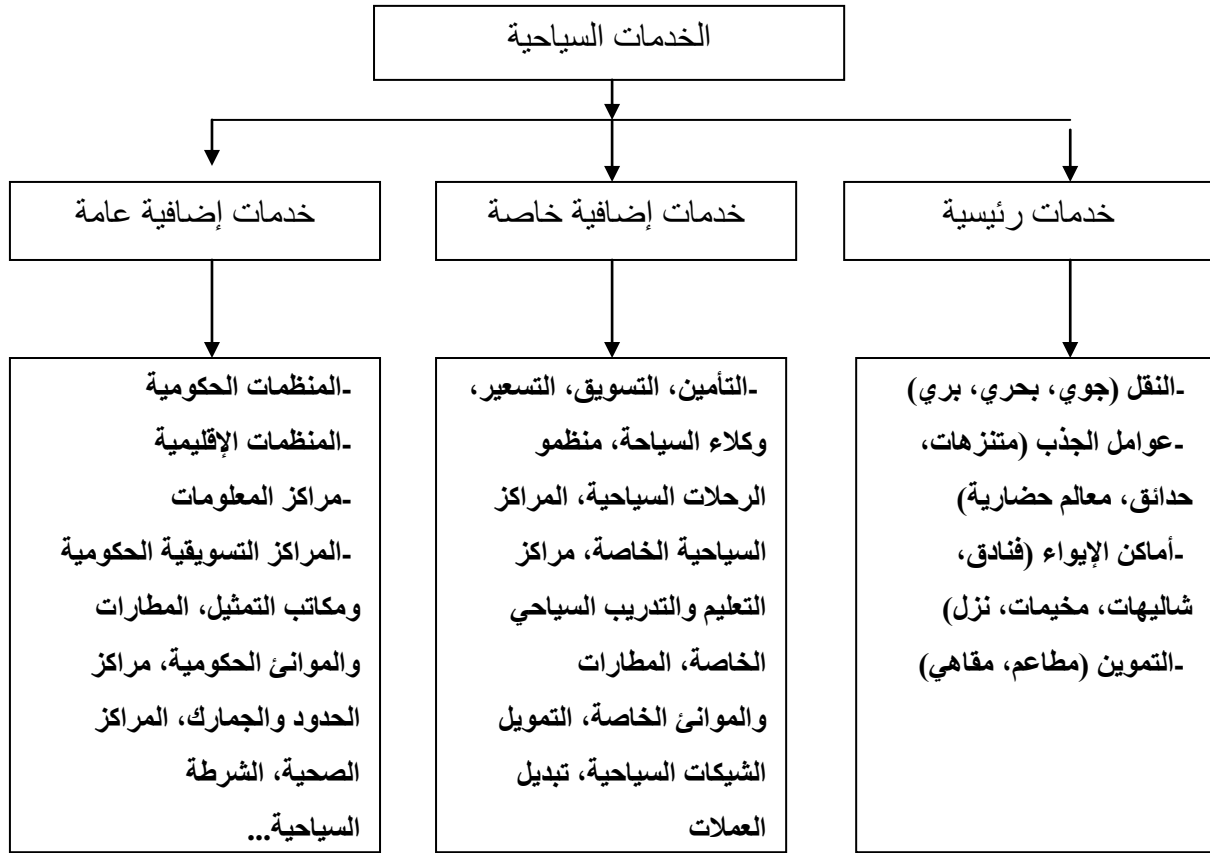 الخدمات السياحية
خدمات رئيسية
خدمات إضافية خاصة
خدمات إضافية عامة
-النقل (جوي، بحري، بري)
-عوامل الجذب (متنزهات،
حدائق، معالم حضارية)
-أماكن الإيواء (فنادق،
شاليهات، مخيمات، نزل)
-التموين (مطاعم، مقاهي)
-التأمين، التسويق، التسعير،
وكلاء السياحة، منظمو
الرحلات السياحية، المراكز
السياحية الخاصة، مراكز
التعليم والتدريب السياحي
الخاصة، المطارات
والموانئ الخاصة، التمويل
الشيكات السياحية، تبديل
العملات
-المنظمات الحكومية
-المنظمات الإقليمية
-مراكز المعلومات
-المراكز التسويقية الحكومية
ومكاتب التمثيل، المطارات
والموانئ الحكومية، مراكز
الحدود والجمارك، المراكز
الصحية، الشرطة
السياحية...